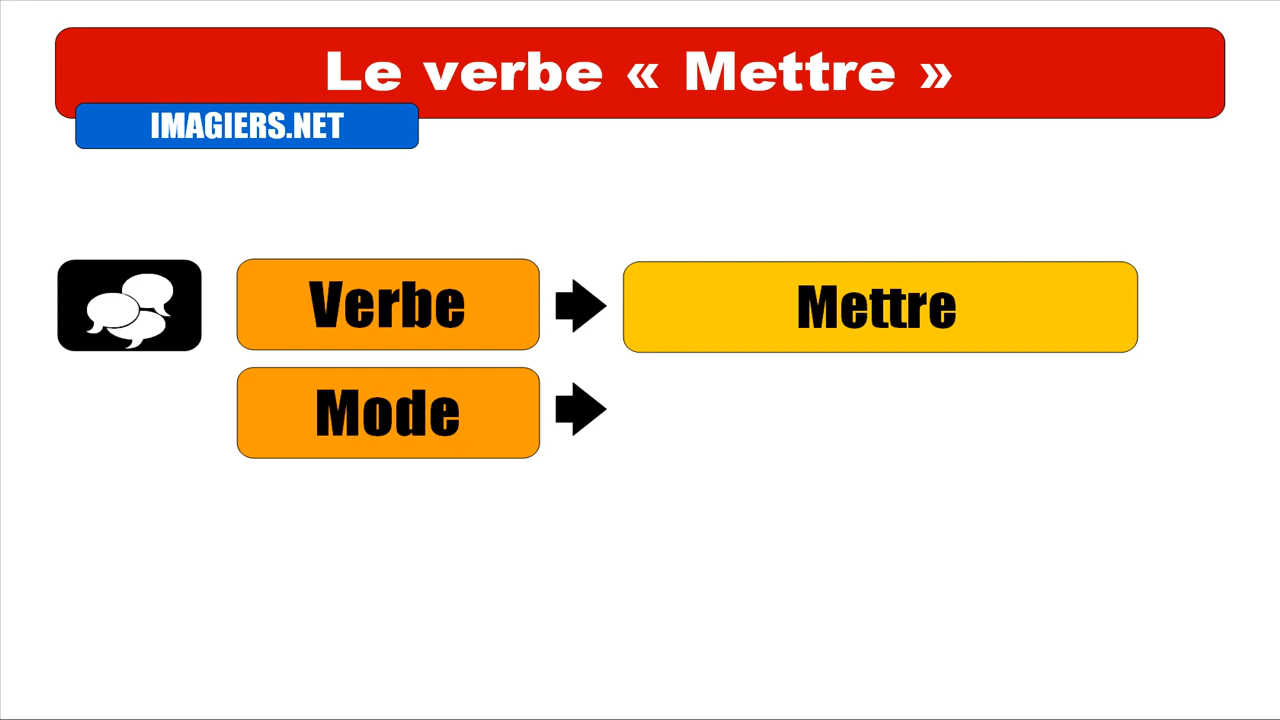 Le verbe « Mettre »
IMAGIERS.NET
Verbe
Mettre
Mode